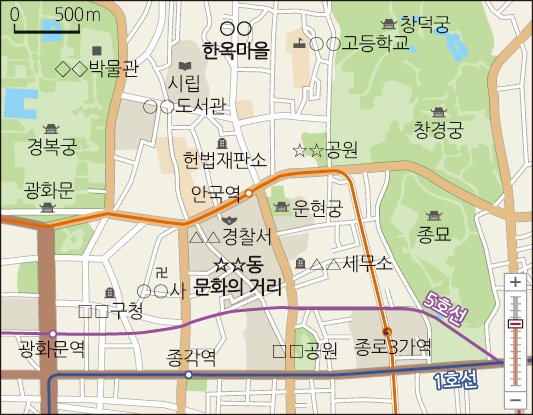 0 500m
○○
한옥마을
창덕궁
○○고등학교
◇◇박물관
시립
○○도서관
창경궁
경복궁
헌법재판소
☆☆공원
광화문
안국역
운현궁
△△경찰서
종묘
☆☆동
문화의 거리
△△세무소
卍
○○사
□□구청
5호선
광화문역
종각역
□□공원
종로3가역
1호선
+
−